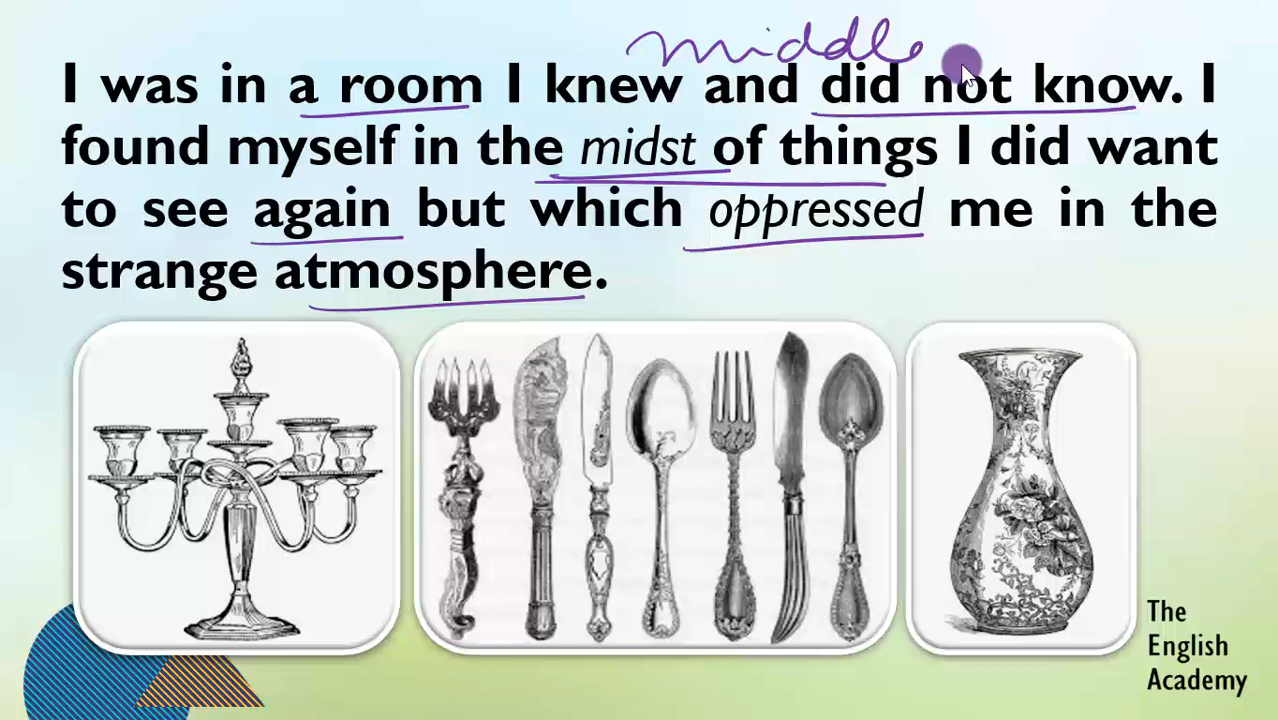 middle
I was in a room I knew and did not know. I
found myself in the midst of things I did want
to see again but which oppressed me in the
strange atmosphere.
The
English
Academy